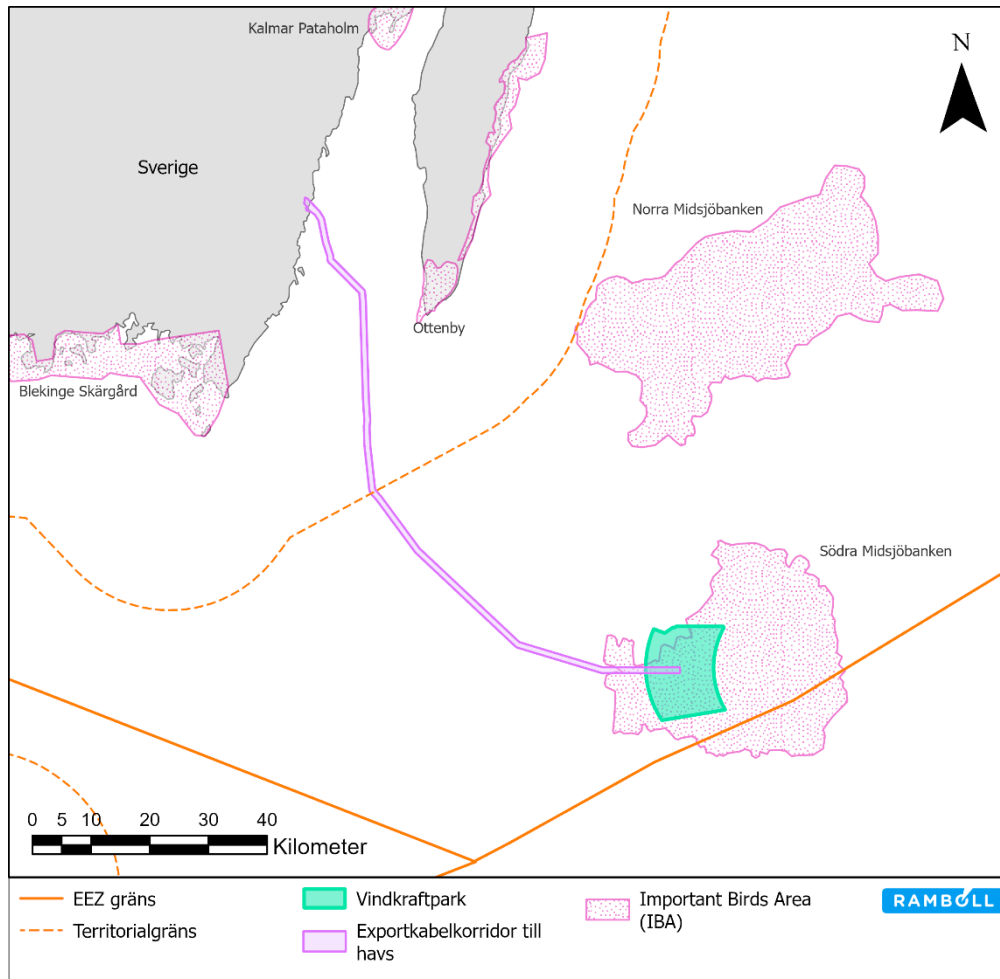 Kalmar Pataholm
N
Sverige
Norra Midsjöbanken
Ottenby
Blekinge Skärgård
Södra Midsjöbanken
0 5 10 20 30 40
Kilometer
EEZ gräns
Territorialgräns
Vindkraftpark
Exportkabelkorridor till
havs
Important Birds Area
(IBA)
RAMBOLL